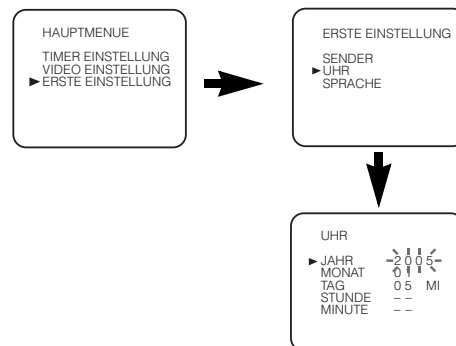 HAUPTMENUE
TIMER EINSTELLUNG
VIDEO EINSTELLUNG
ERSTE EINSTELLUNG
ERSTE EINSTELLUNG
SENDER
UHR
SPRACHE
UHR
JAHR 2005
MONAT 01
TAG 05 MI
STUNDE – –
MINUTE – –